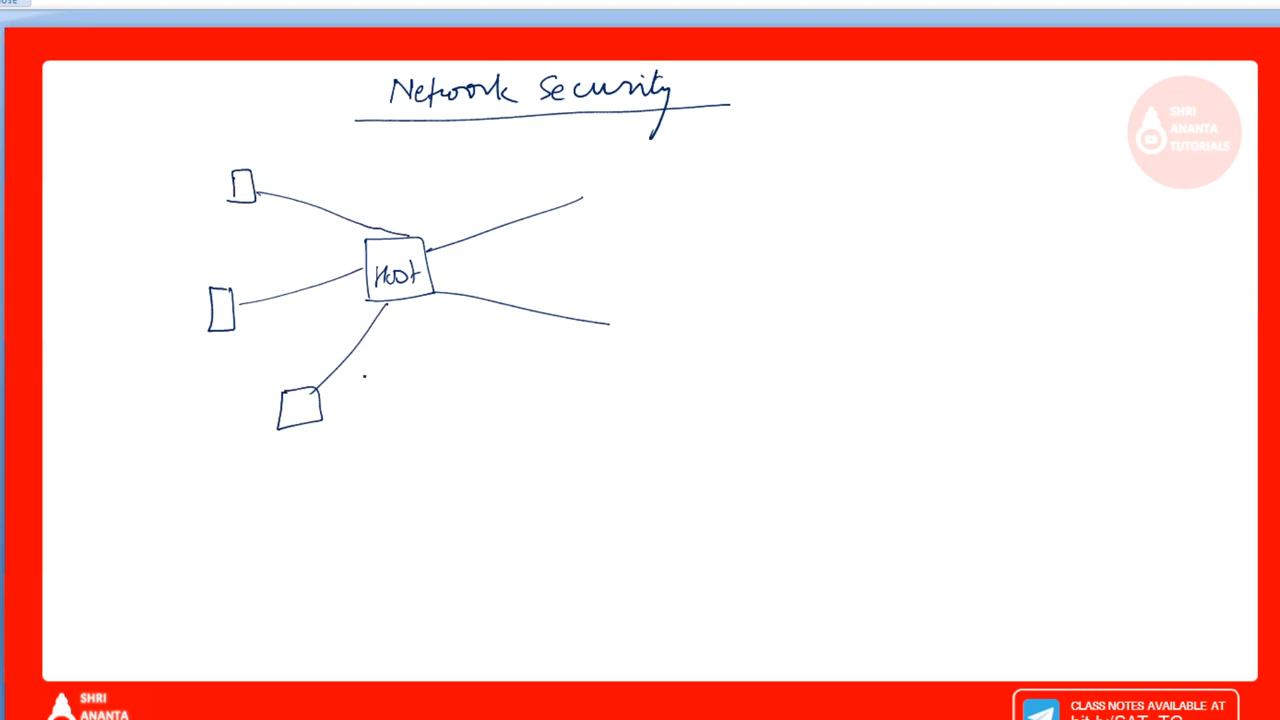 Network Security
SHRI
ANANTA
TUTORIALS
Host
SHRI
ANANTA
CLASS NOTES AVAILABLE AT